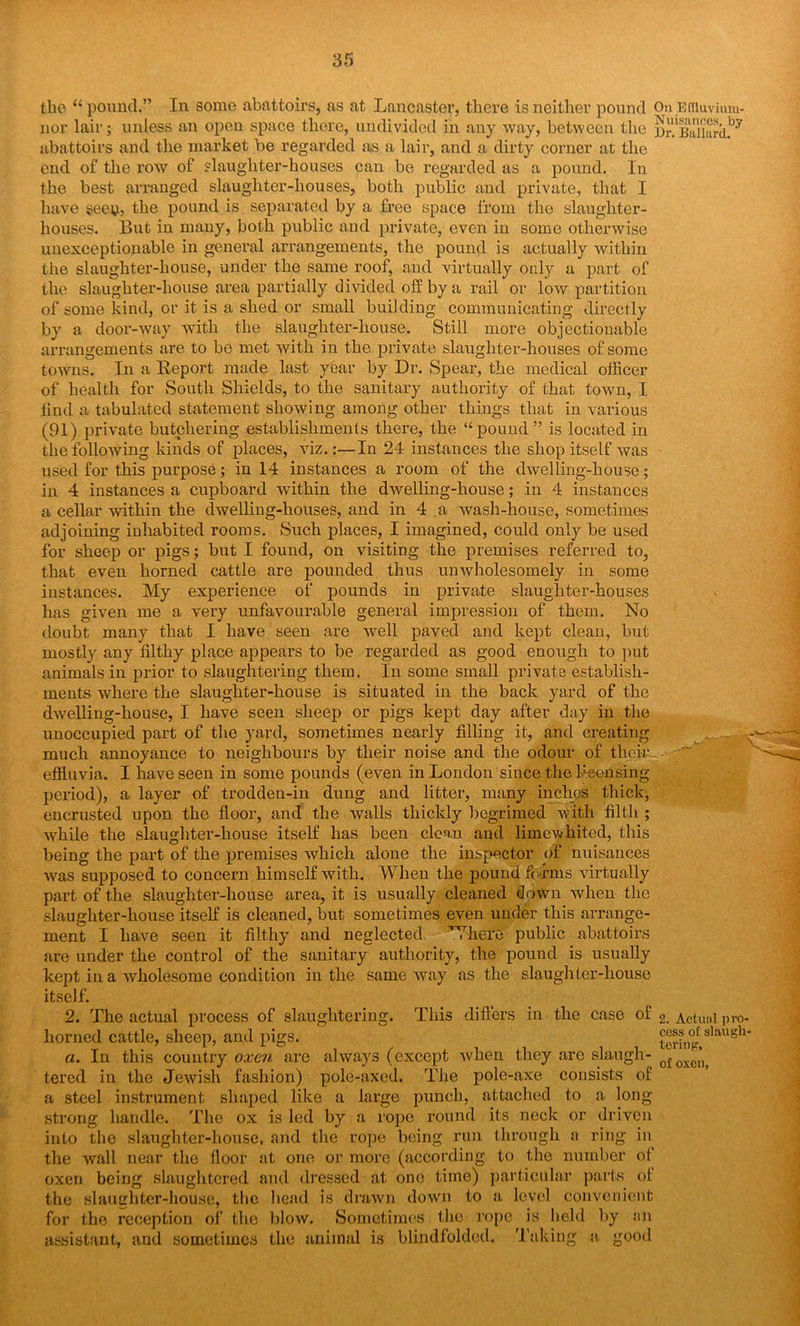 35
the “pound.” In some abattoirs, as at Lancaster, there is neither pound
nor lair; unless an open space there, undivided in any way, between the
abattoirs and the market be regarded as a lair, and a dirty corner at the
end of the row of slaughter-houses can be regarded as a pound. In
the best arranged slaughter-houses, both public and private, that I
have seen, the pound is separated by a free space from the slaughter-
houses. But in many, both public and private, even in some otherwise
unexceptionable in general arrangements, the pound is actually within
the slaughter-house, under the same roof, and virtually only a part of
the slaughter-house area partially divided off by a rail or low partition
of some kind, or it is a shed or small building communicating directly
by a door-way with the slaughter-house. Still more objectionable
arrangements are to be met with in the private slaughter-houses of some
towns. In a Report made last year by Dr. Spear, the medical officer
of health for South Shields, to the sanitary authority of that town, I
find a tabulated statement showing among other things that in various
(91) private butchering establishments there, the “pound” is located in
the following kinds of places, viz.:—In 24 instances the shop itself was
used for this purpose; in 14 instances a room of the dwelling-house;
in 4 instances a cupboard within the dwelling-house; in 4 instances
a cellar within the dwelling-houses, and in 4 a wash-house, sometimes
adjoining inhabited rooms. Such places, I imagined, could only be used
for sheep or pigs; but I found, on visiting the premises referred to,
that even horned cattle are pounded thus unwholesomely in some
instances. My experience of pounds in private slaughter-houses
has given me a very unfavourable general impression of them. No
doubt many that I have seen are well paved and kept clean, but
mostly any filthy place appears to be regarded as good enough to put
animals in prior to slaughtering them. In some small private establish-
ments where the slaughter-house is situated in the back yard of the
dwelling-house, I have seen sheep or pigs kept day after day in the
unoccupied part of the yard, sometimes nearly filling it, and creating
much annoyance to neighbours by their noise and the odour of their
effluvia. I have seen in some pounds (even in London since the licensing
period), a layer of trodden-in dung and litter, many inches thick,
encrusted upon the floor, and the walls thickly begrimed with filth;
while the slaughter-house itself has been clean and limewhited, this
being the part of the premises which alone the inspector of nuisances
was supposed to concern himself with. When the pound forms virtually
part of the slaughter-house area, it is usually cleaned down when the
slaughter-house itself is cleaned, but sometimes even under this arrange-
ment I have seen it filthy and neglected. Where public abattoirs
are under the control of the sanitary authority, the pound is usually
kept in a wholesome condition in the same way as the slaughter-house
itself.
2. The actual process of slaughtering. This differs in the case of
horned cattle, sheep, and pigs.
a. In this country oxen are always (except when they are slaugh-
tered in the Jewish fashion) pole-axed. The pole-axe consists of
a steel instrument shaped like a large punch, attached to a long
strong handle. The ox is led by a rope round its neck or driven
into the slaughter-house, and the rope being run through a ring in
the wall near the floor at one or more (according to the number of
oxen being slaughtered and dressed at one time) particular parts of
the slaughter-house, the head is drawn down to a level convenient
for the reception of the blow. Sometimes the rope is held by an
assistant, and sometimes the animal is blindfolded. Taking a good
On Effluvium-
Nuisances, by
Dr. Ballard.
2. Actual pro-
cess of slaugh-
tering,
of oxen,